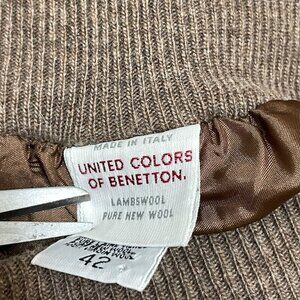 MADE IN ITALY
UNITED COLORS
OF BENETTON.
LAMBSWOOL
PURE NEW WOOL
42